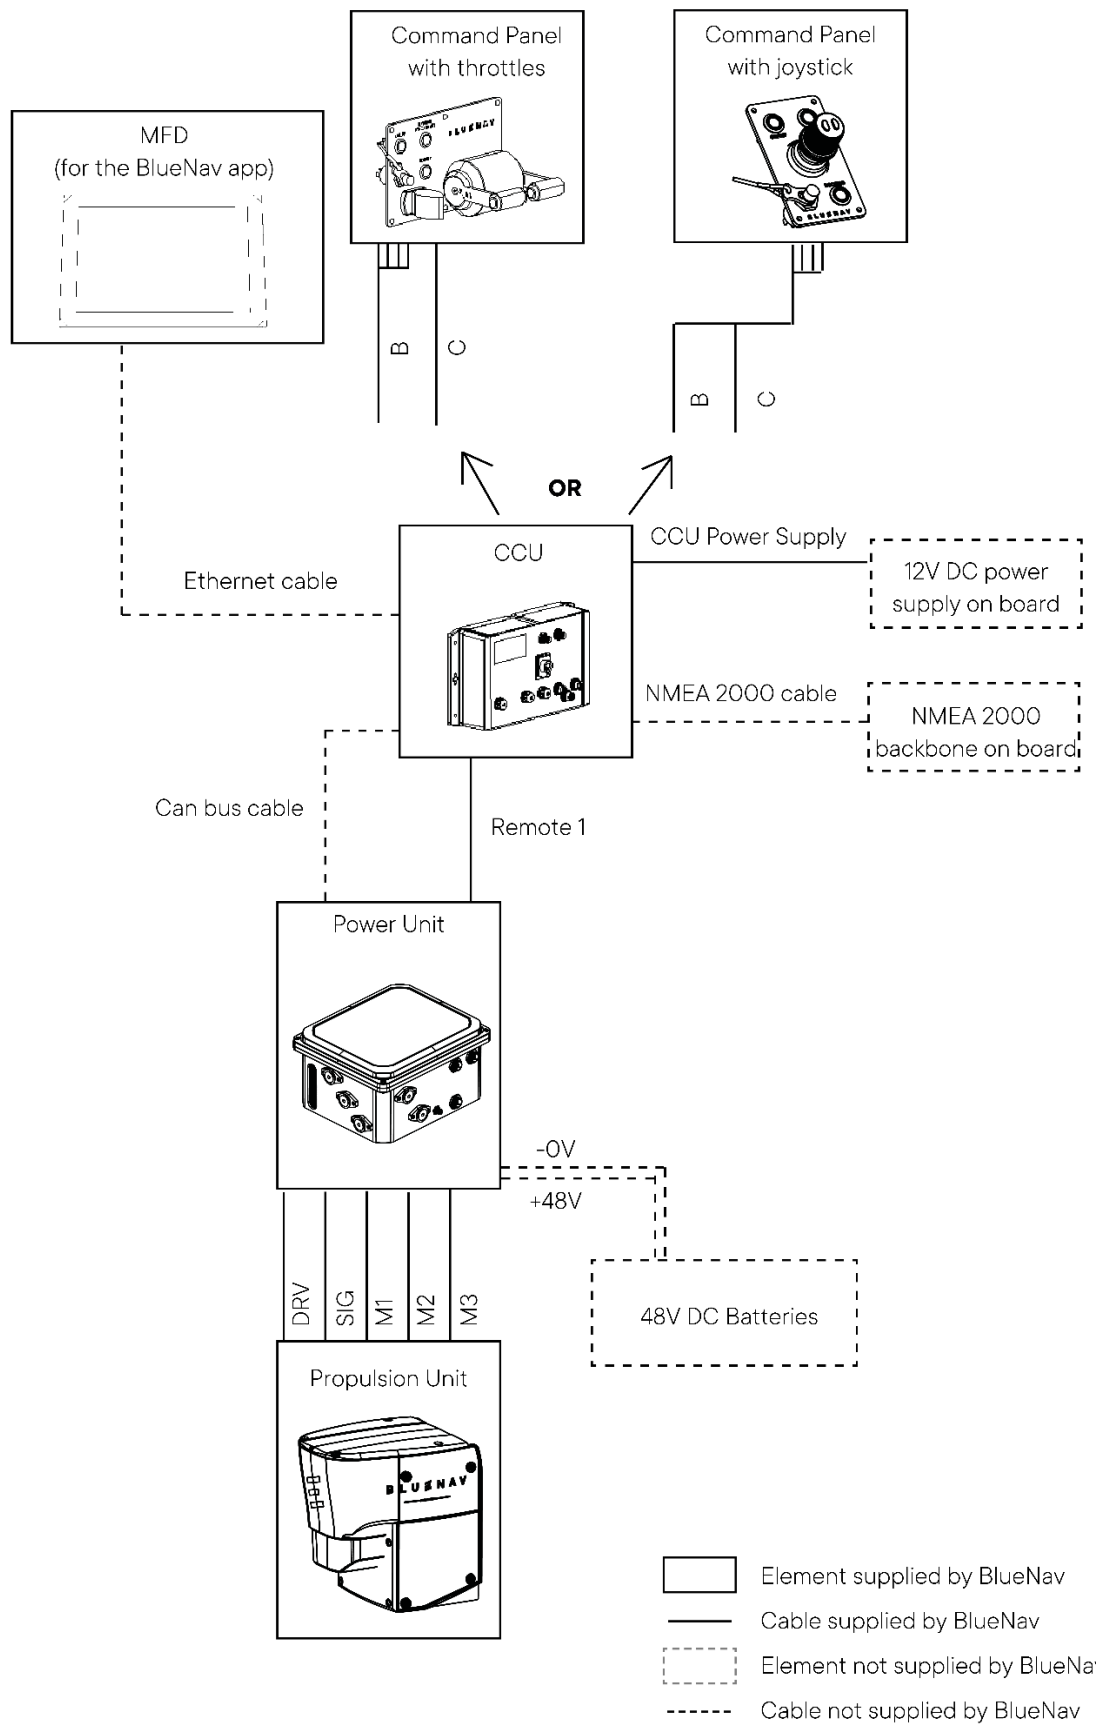 Command Panel
with throttles
BLUENAV
Command Panel
with joystick
BLUENAV
MFD
(for the BlueNav app)
B
C
B
C
OR
CCU
CCU Power Supply
12V DC power
supply on board
Ethernet cable
NMEA 2000 cable
NMEA 2000
backbone on board
Can bus cable
Remote 1
Power Unit
-0V
+48V
48V DC Batteries
DRV
SIG
M1
M2
M3
Propulsion Unit
BLUENAV
Element supplied by BlueNav
Cable supplied by BlueNav
Element not supplied by BlueNav
Cable not supplied by BlueNav